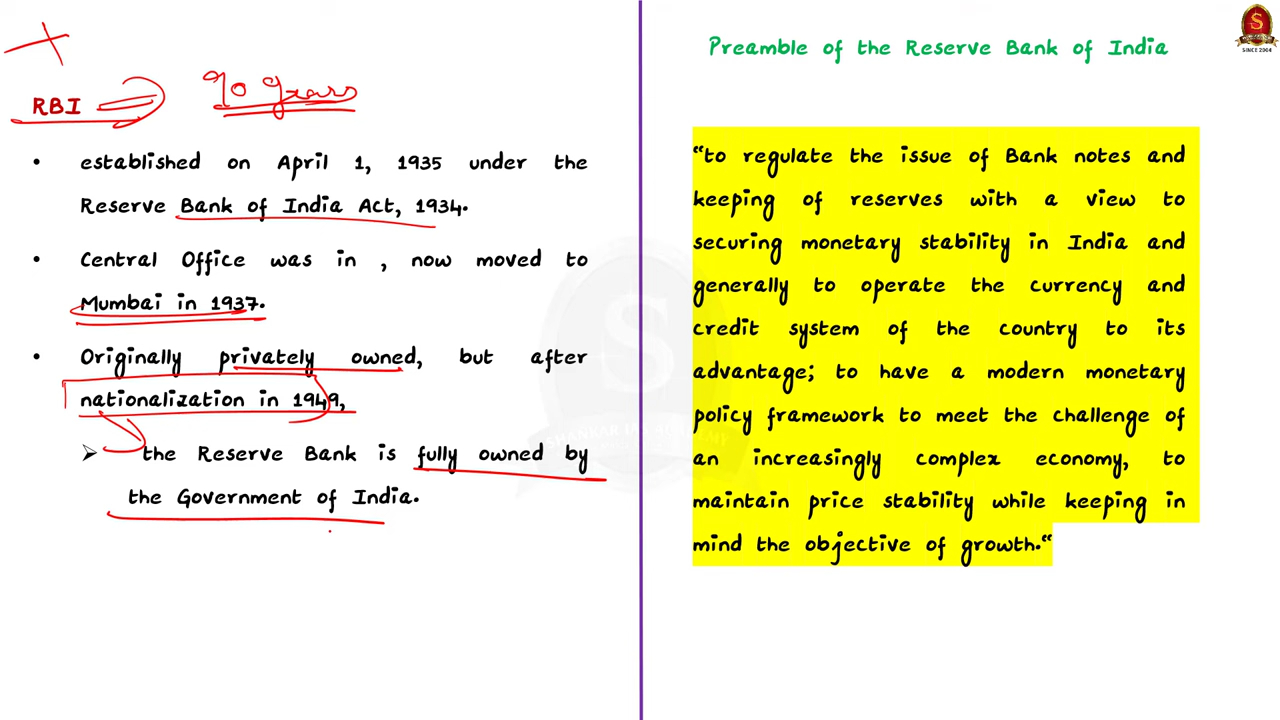 RBI
90 years
• established on April 1, 1935 under the
Reserve Bank of India Act, 1934.
• Central Office was in , now moved to
Mumbai in 1937.
• Originally privately owned, but after
nationalization in 1949,
➢ the Reserve Bank is fully owned by
the Government of India.
Preamble of the Reserve Bank of India
“to regulate the issue of Bank notes and
keeping of reserves with a view to
securing monetary stability in India and
generally to operate the currency and
credit system of the country to its
advantage; to have a modern monetary
policy framework to meet the challenge of
an increasingly complex economy, to
maintain price stability while keeping in
mind the objective of growth.“
S
SINCE 2004
S
SHANKAR IAS ACADEMY